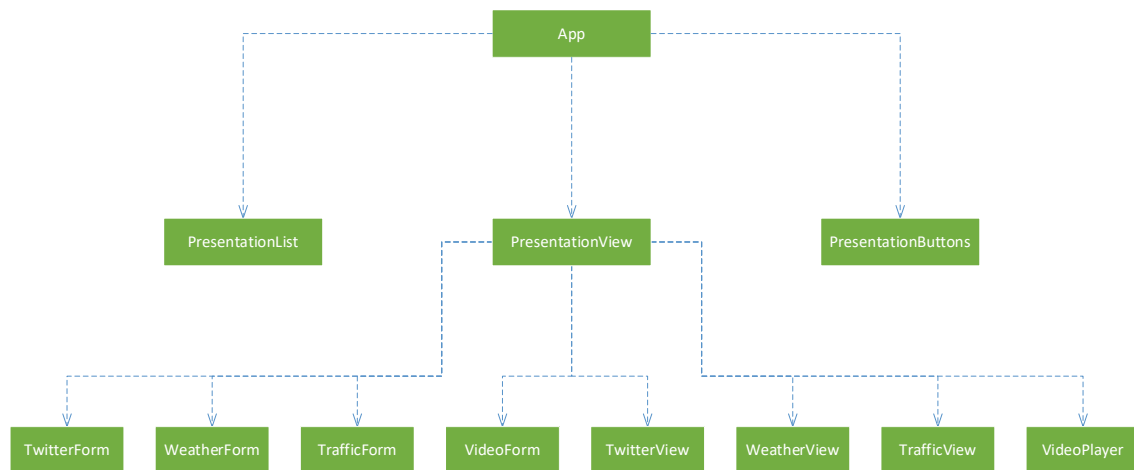 App
PresentationList
PresentationView
PresentationButtons
TwitterForm
WeatherForm
TrafficForm
VideoForm
TwitterView
WeatherView
TrafficView
VideoPlayer